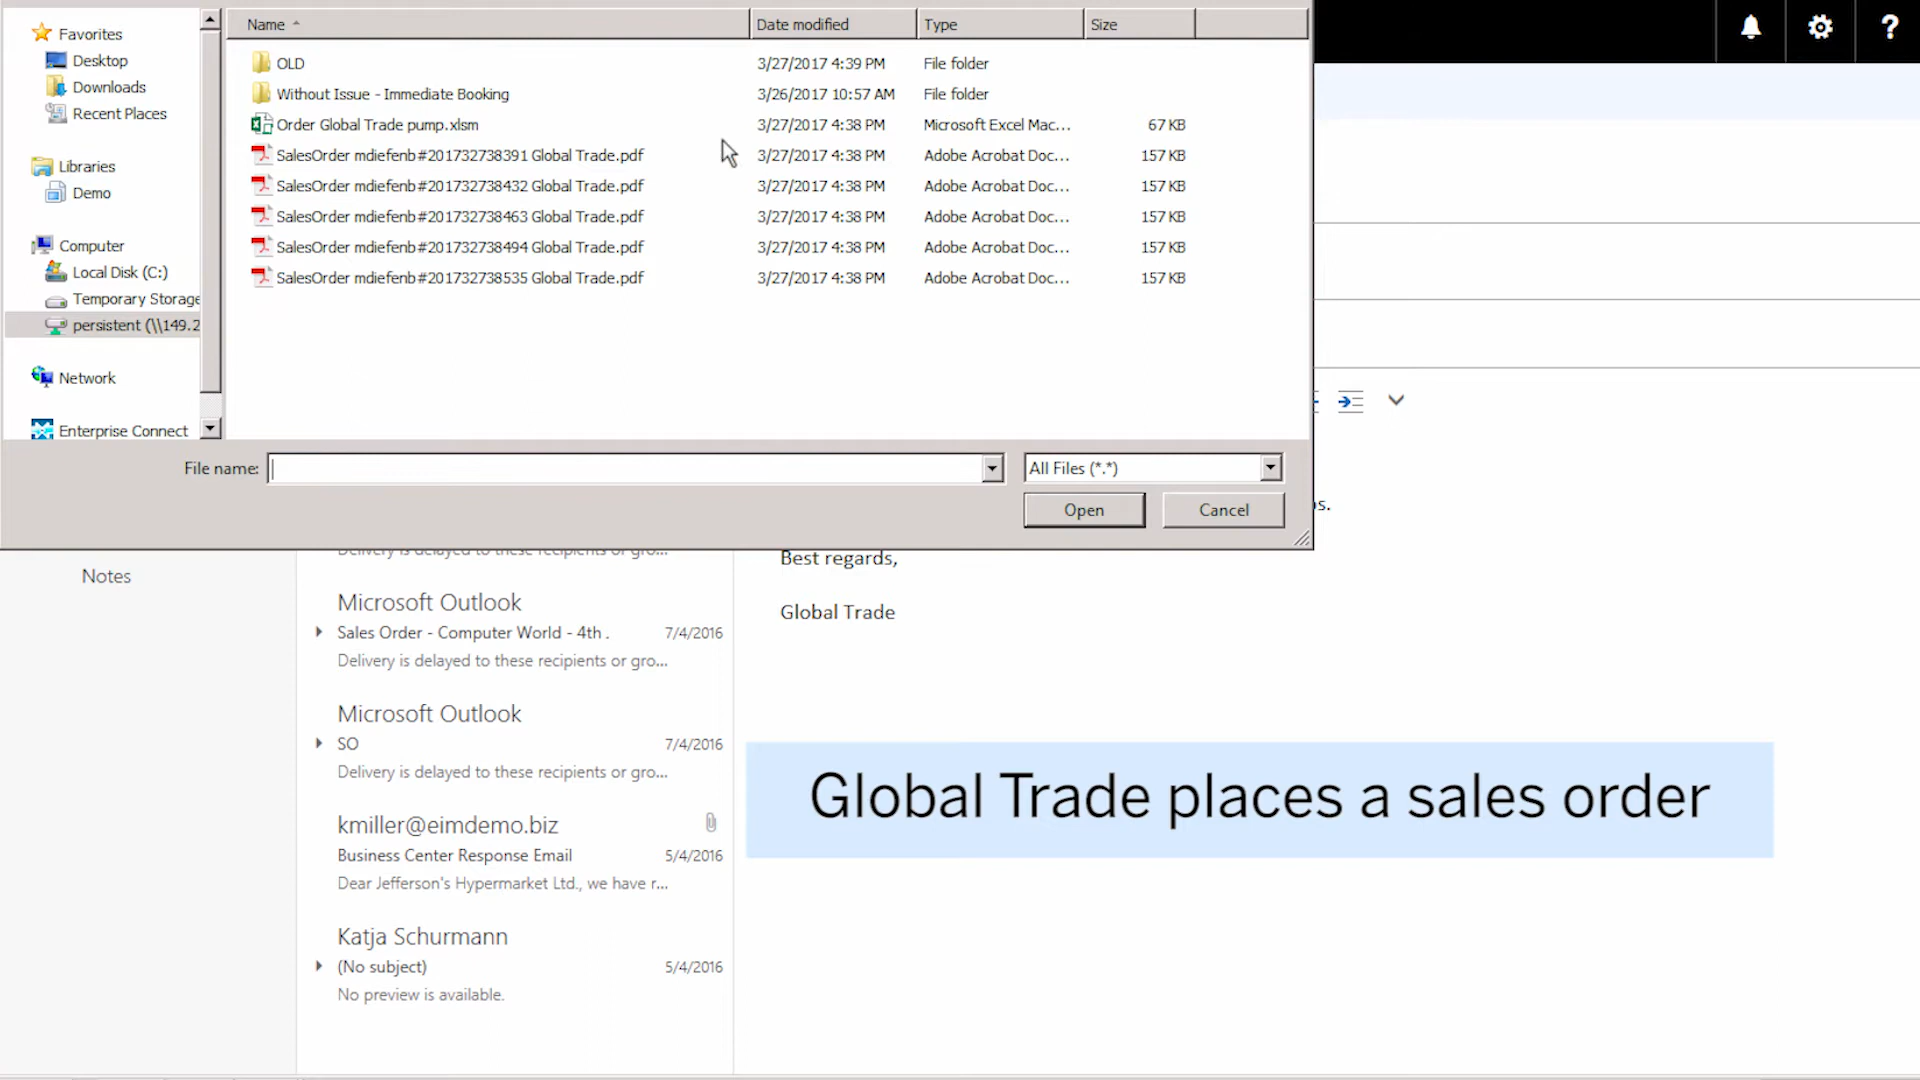 Name
Date modified
Type
Size
Favorites
Desktop
Downloads
Recent Places
Libraries
Demo
Computer
Local Disk (C:)
Temporary Storage
persistent (\\149.2
Network
Enterprise Connect
OLD 3/27/2017 4:39 PM File folder
Without Issue - Immediate Booking 3/26/2017 10:57 AM File folder
Order Global Trade pump.xlsm 3/27/2017 4:38 PM Microsoft Excel Mac... 67 KB
SalesOrder mdiefenb#201732738391 Global Trade.pdf 3/27/2017 4:38 PM Adobe Acrobat Doc... 157 KB
SalesOrder mdiefenb#201732738432 Global Trade.pdf 3/27/2017 4:38 PM Adobe Acrobat Doc... 157 KB
SalesOrder mdiefenb#201732738463 Global Trade.pdf 3/27/2017 4:38 PM Adobe Acrobat Doc... 157 KB
SalesOrder mdiefenb#201732738494 Global Trade.pdf 3/27/2017 4:38 PM Adobe Acrobat Doc... 157 KB
SalesOrder mdiefenb#201732738535 Global Trade.pdf 3/27/2017 4:38 PM Adobe Acrobat Doc... 157 KB
File name:
All Files (*.*)
Open
Cancel
Notes
Delivery is delayed to these recipients or gro...
Microsoft Outlook
Sales Order - Computer World - 4th . 7/4/2016
Delivery is delayed to these recipients or gro...
Microsoft Outlook
SO 7/4/2016
Delivery is delayed to these recipients or gro...
kmiller@eimdemo.biz
Business Center Response Email 5/4/2016
Dear Jefferson's Hypermarket Ltd., we have r...
Katja Schurmann
(No subject) 5/4/2016
No preview is available.
Best regards,
Global Trade
Global Trade places a sales order